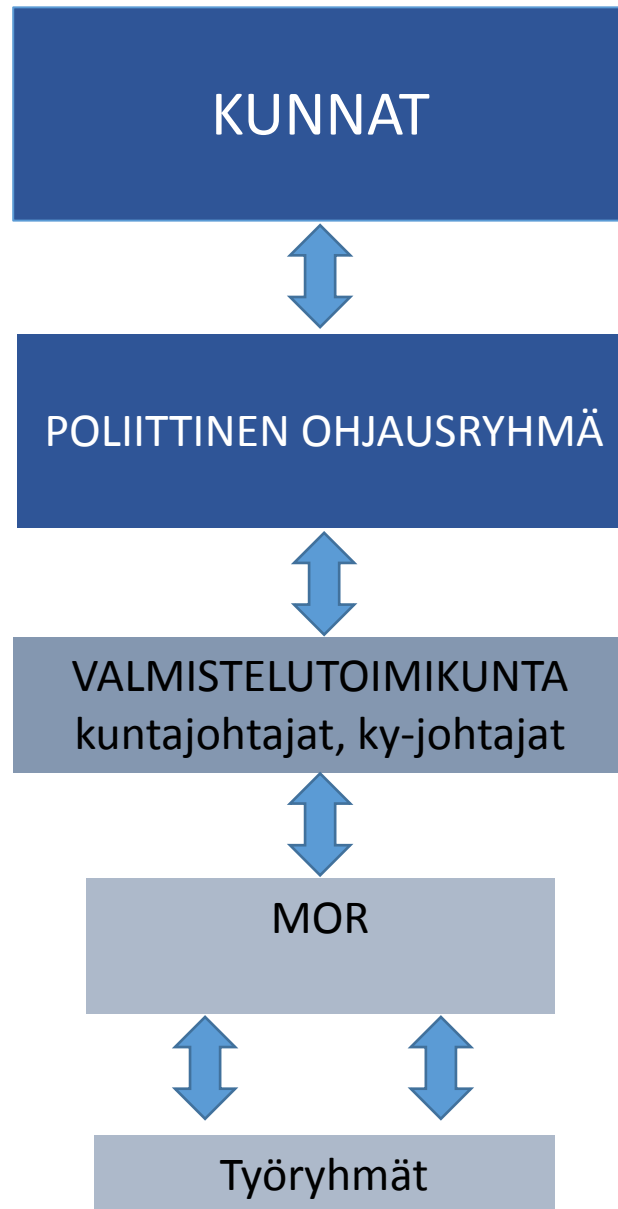 KUNNAT
POLIITTINEN OHJAUSRYHMÄ
VALMISTELUTOIMIKUNTA
kuntajohtajat, ky-johtajat
MOR
Työryhmät